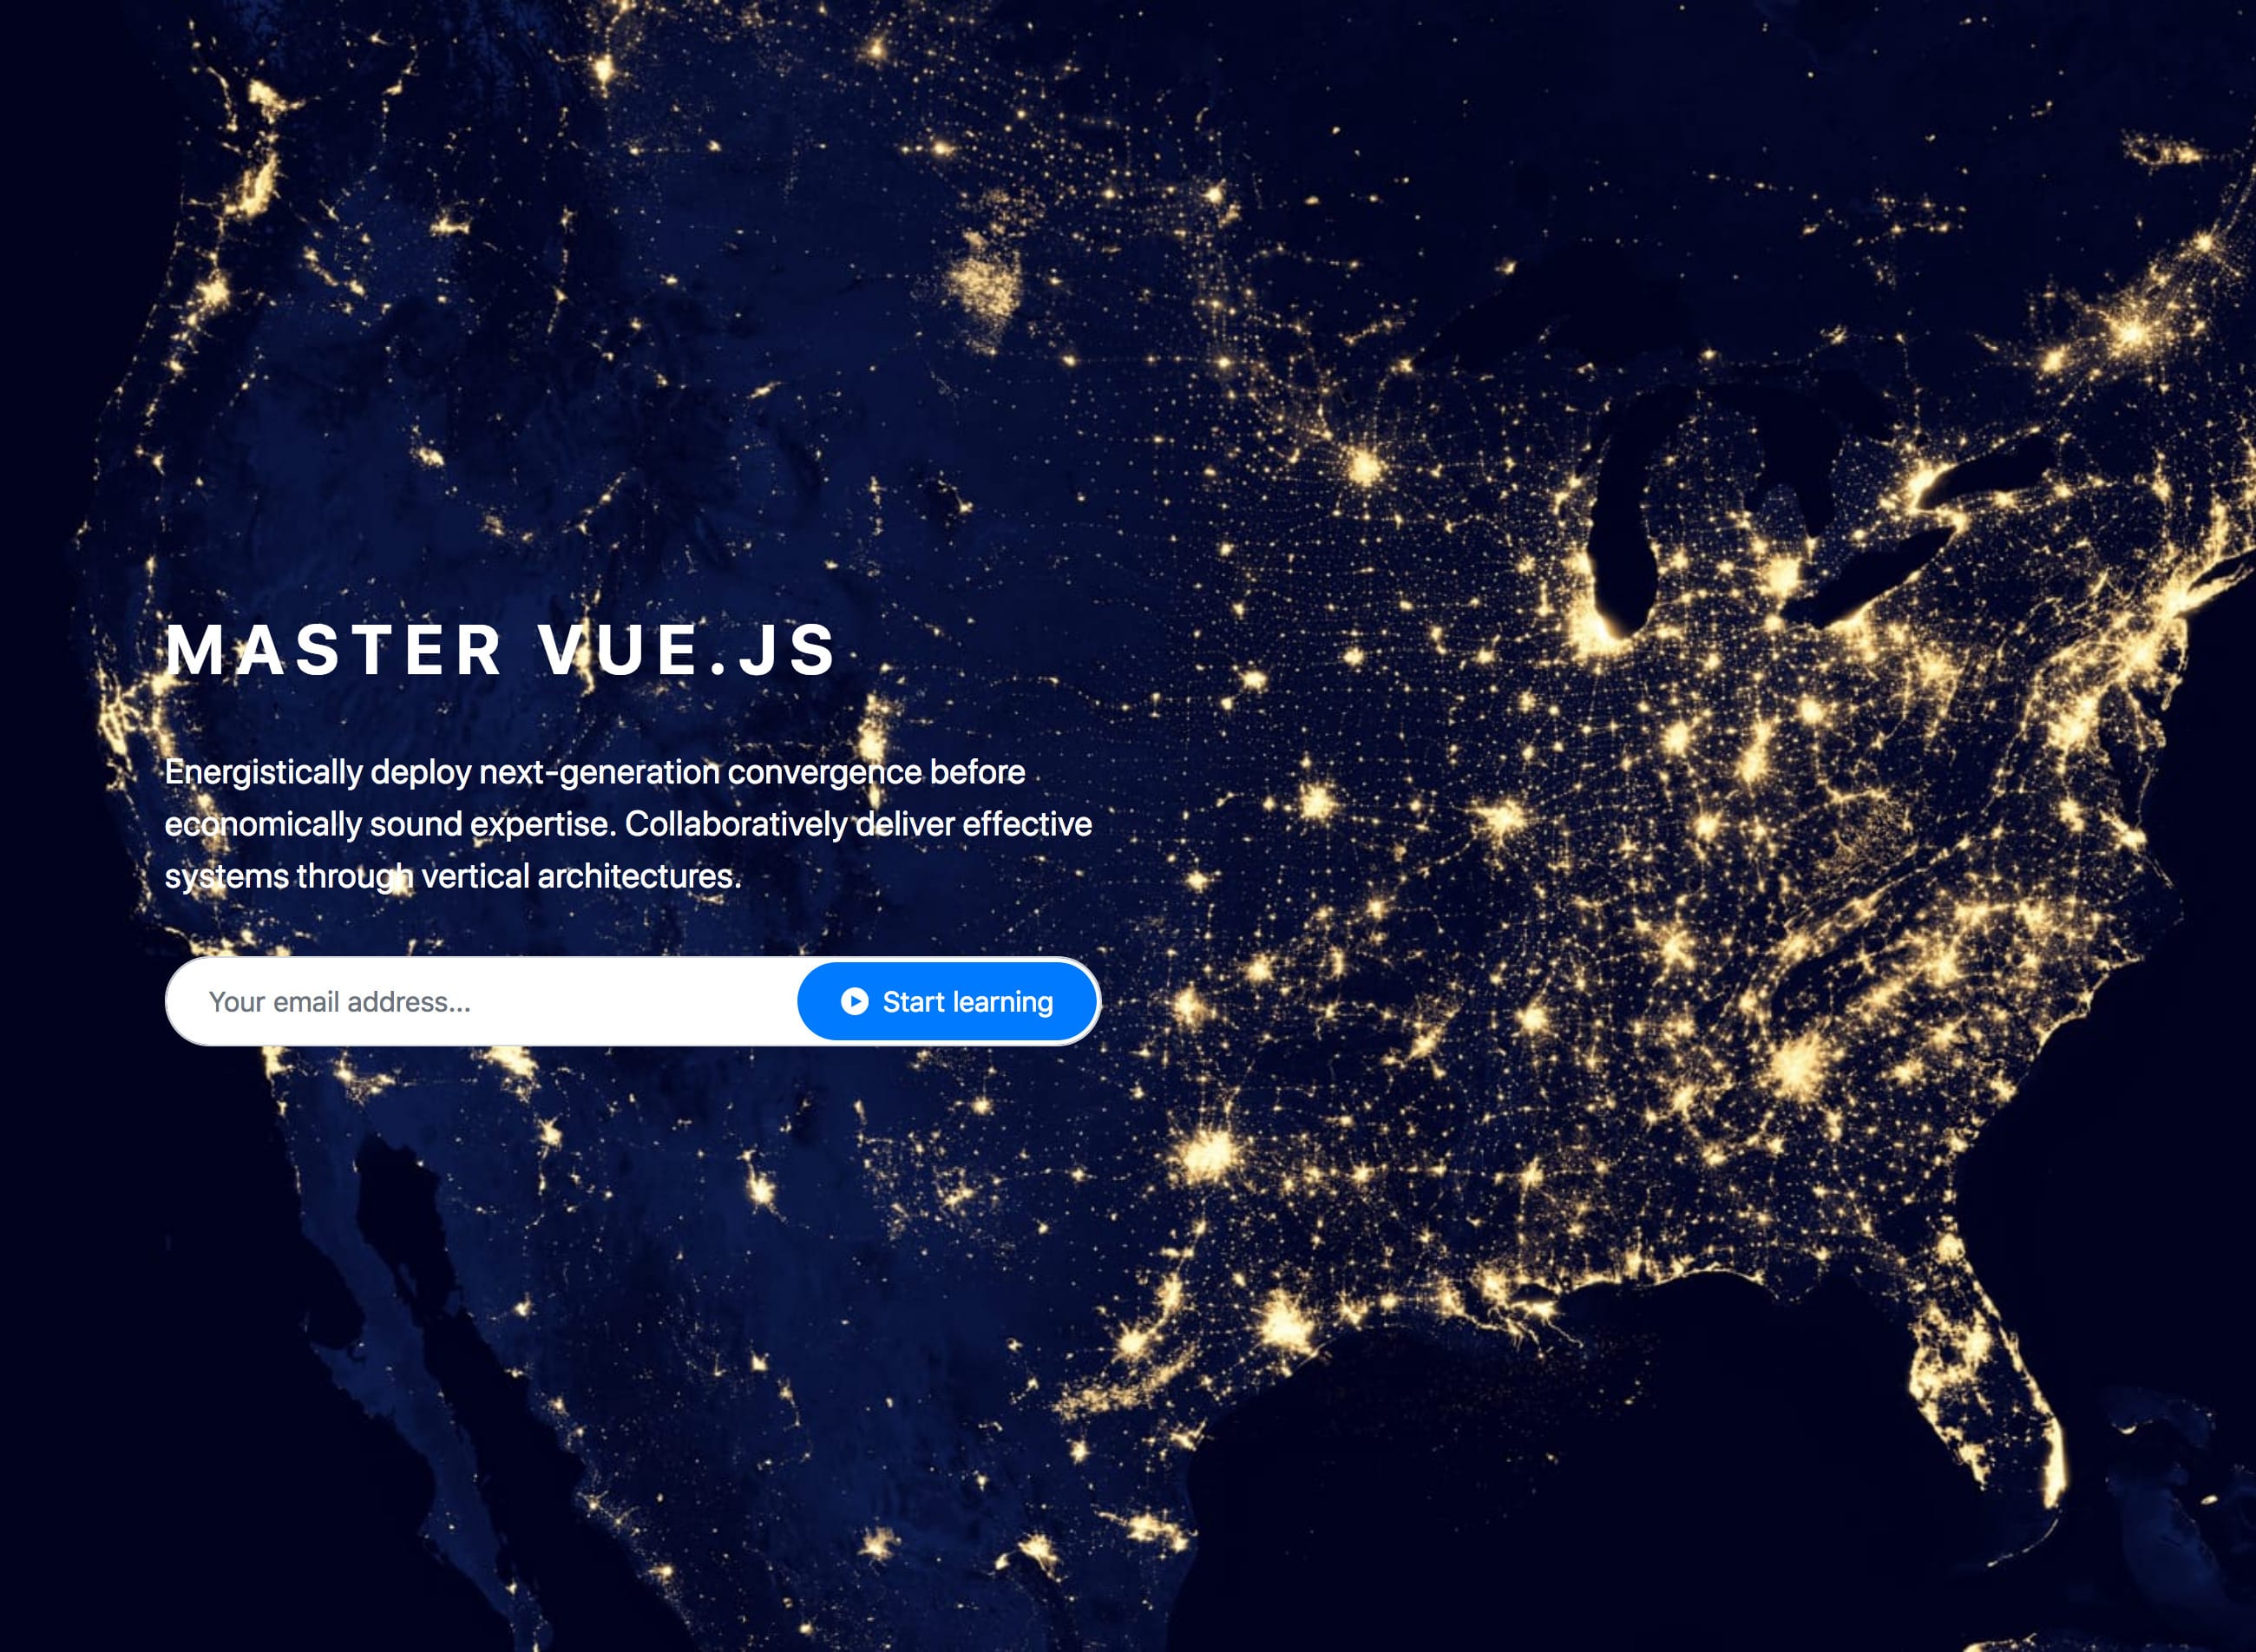 MASTER VUE.JS
Energistically deploy next-generation convergence before
economically sound expertise. Collaboratively deliver effective
systems through vertical architectures.
Your email address...
Start learning